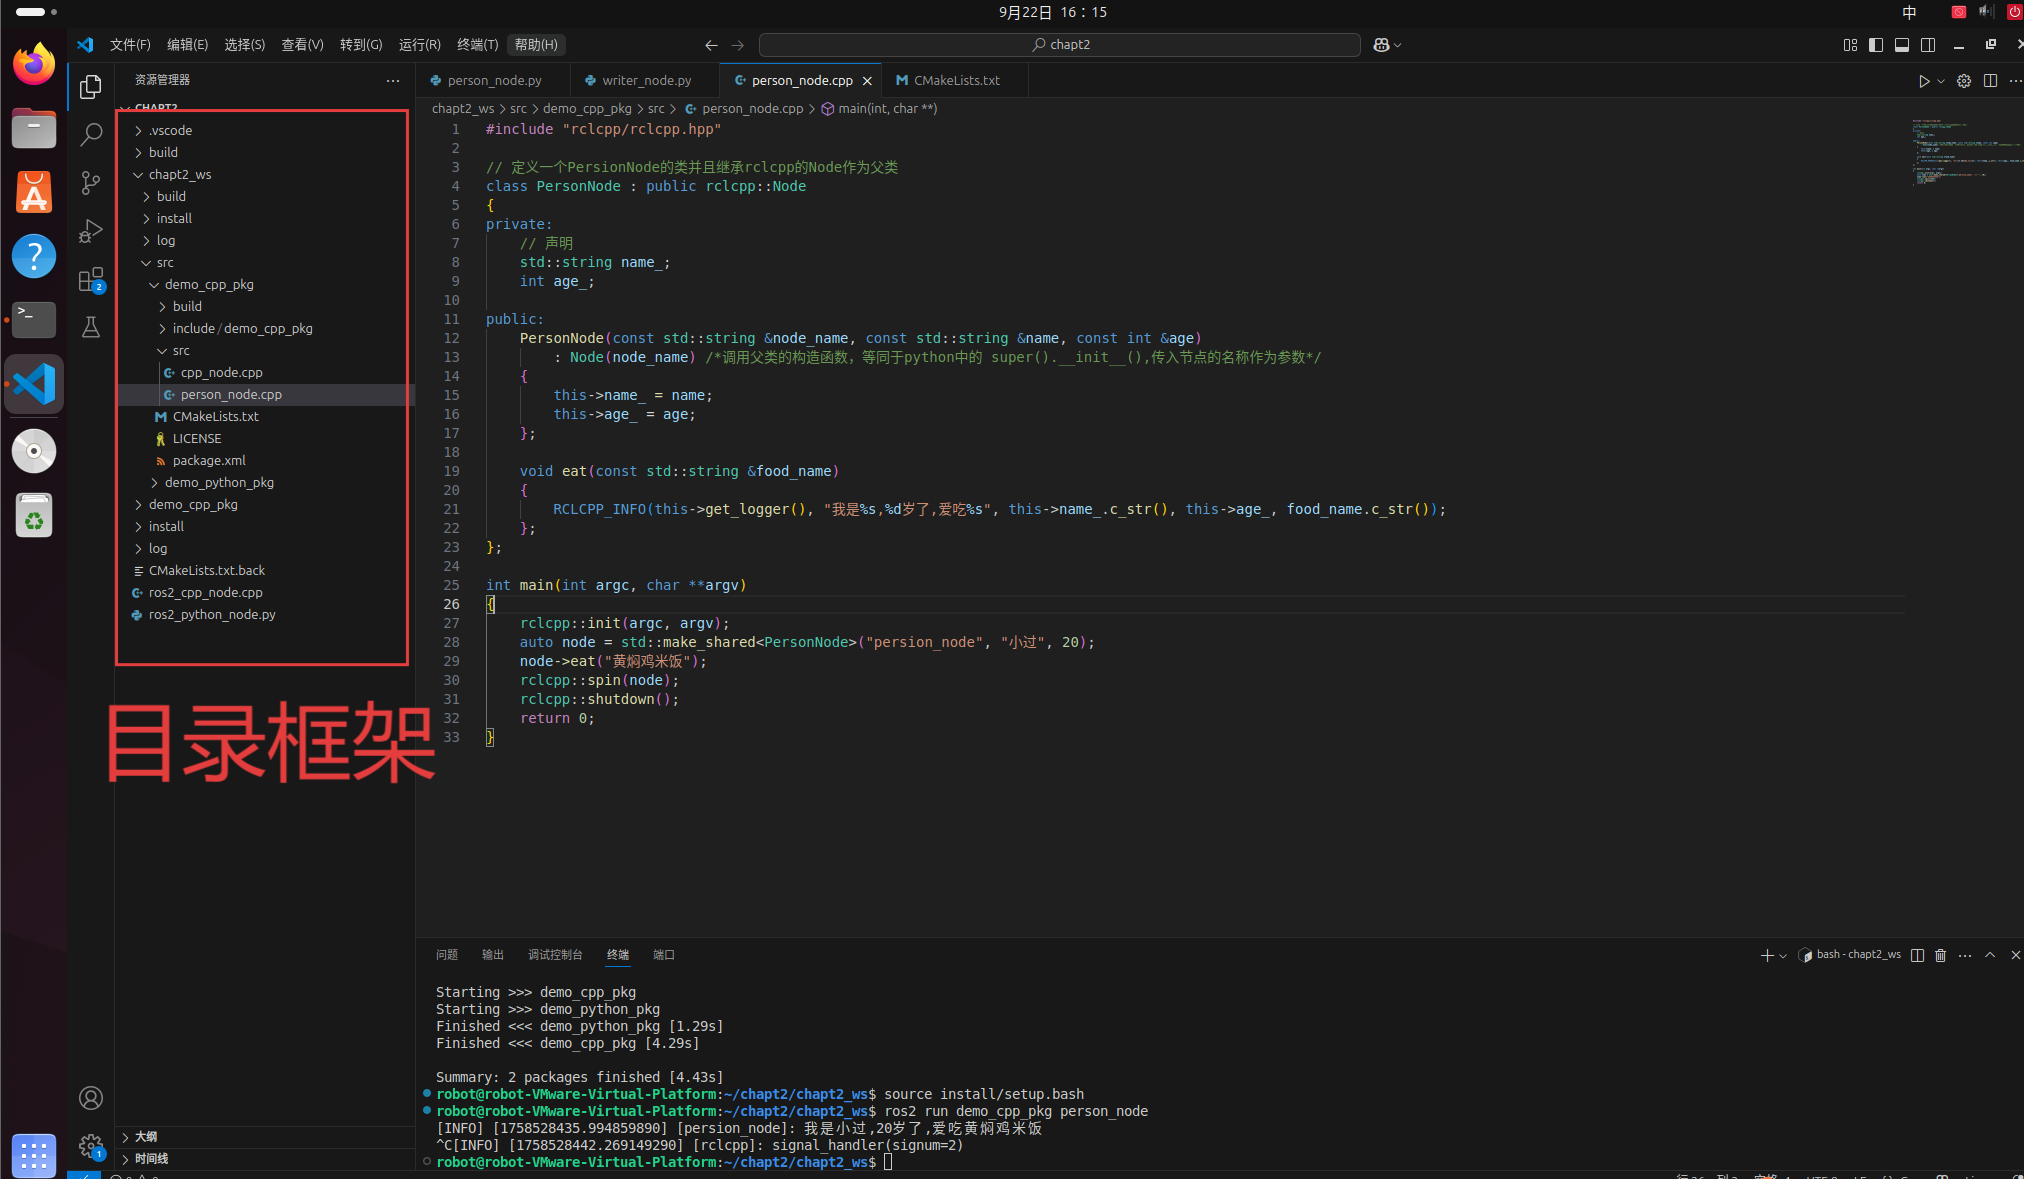 9月22日 16：15
中
文件(F) 编辑(E) 选择(S) 查看(V) 转到(G) 运行(R) 终端(T) 帮助(H)
chapt2
资源管理器
CHAPT2
.vscode
build
chapt2_ws
build
install
log
src
demo_cpp_pkg
build
include/demo_cpp_pkg
src
cpp_node.cpp
person_node.cpp
CMakeLists.txt
LICENSE
package.xml
demo_python_pkg
demo_cpp_pkg
install
log
CMakeLists.txt.back
ros2_cpp_node.cpp
ros2_python_node.py
目录框架
大纲
时间线
2
1
person_node.py writer_node.py person_node.cpp CMakeLists.txt
chapt2_ws > src > demo_cpp_pkg > src > person_node.cpp > main(int, char **)
1 #include "rclcpp/rclcpp.hpp"
2
3 // 定义一个PersionNode的类并且继承rclcpp的Node作为父类
4 class PersonNode : public rclcpp::Node
5 {
6 private:
7 // 声明
8 std::string name_;
9 int age_;
10
11 public:
12 PersonNode(const std::string &node_name, const std::string &name, const int &age)
13 : Node(node_name) /*调用父类的构造函数，等同于python中的 super().__init__(),传入节点的名称作为参数*/
14 {
15 this->name_ = name;
16 this->age_ = age;
17 };
18
19 void eat(const std::string &food_name)
20 {
21 RCLCPP_INFO(this->get_logger(), "我是%s,%d岁了,爱吃%s", this->name_.c_str(), this->age_, food_name.c_str());
22 };
23 };
24
25 int main(int argc, char **argv)
26 {
27 rclcpp::init(argc, argv);
28 auto node = std::make_shared<PersonNode>("persion_node", "小过", 20);
29 node->eat("黄焖鸡米饭");
30 rclcpp::spin(node);
31 rclcpp::shutdown();
32 return 0;
33 }
问题 输出 调试控制台 终端 端口
bash - chapt2_ws
Starting >>> demo_cpp_pkg
Starting >>> demo_python_pkg
Finished <<< demo_python_pkg [1.29s]
Finished <<< demo_cpp_pkg [4.29s]
Summary: 2 packages finished [4.43s]
robot@robot-VMware-Virtual-Platform:~/chapt2/chapt2_ws$ source install/setup.bash
robot@robot-VMware-Virtual-Platform:~/chapt2/chapt2_ws$ ros2 run demo_cpp_pkg person_node
[INFO] [1758528435.994859890] [persion_node]: 我是小过,20岁了,爱吃黄焖鸡米饭
^C[INFO] [1758528442.269149290] [rclcpp]: signal_handler(signum=2)
robot@robot-VMware-Virtual-Platform:~/chapt2/chapt2_ws$